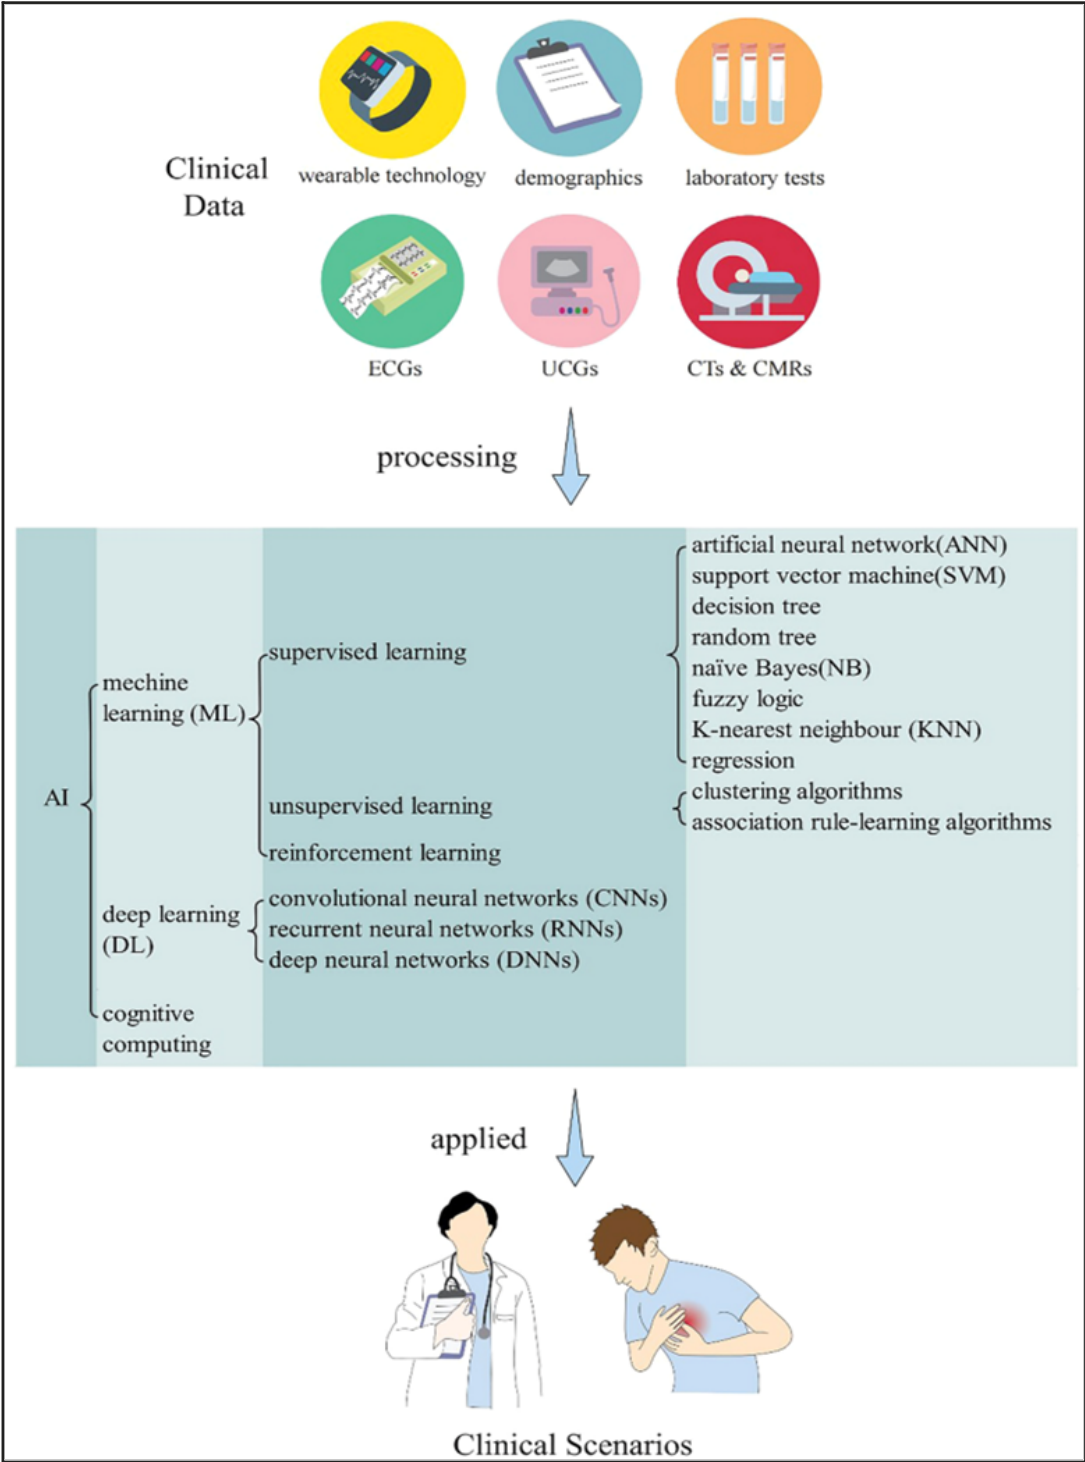 Clinical
Data
wearable technology
demographics
laboratory tests
ECGs
UCGs
CTs & CMRs
processing
AI
mechine
learning (ML)
supervised learning
artificial neural network(ANN)
support vector machine(SVM)
decision tree
random tree
naïve Bayes(NB)
fuzzy logic
K-nearest neighbour (KNN)
regression
unsupervised learning
clustering algorithms
association rule-learning algorithms
reinforcement learning
deep learning
(DL)
convolutional neural networks (CNNs)
recurrent neural networks (RNNs)
deep neural networks (DNNs)
cognitive
computing
applied
Clinical Scenarios